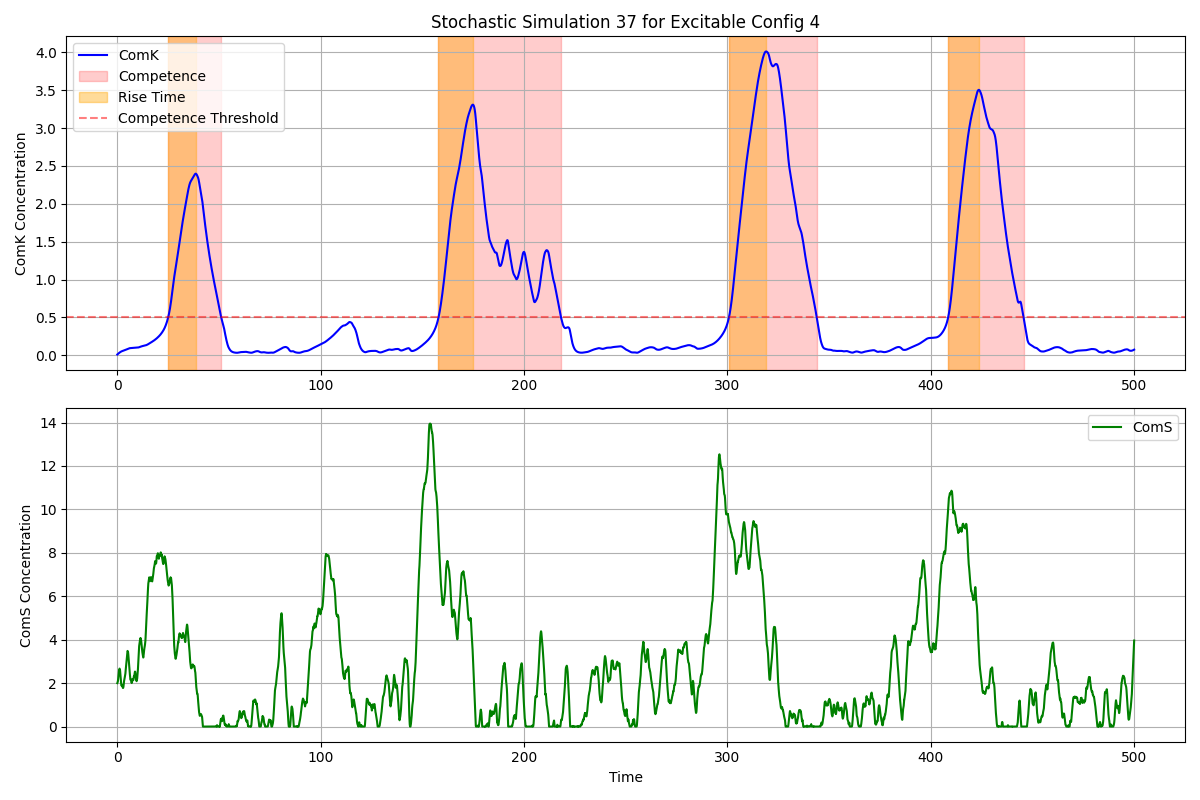 Stochastic Simulation 37 for Excitable Config 4
ComK Concentration
4.0
3.5
3.0
2.5
2.0
1.5
1.0
0.5
0.0
ComK
Competence
Rise Time
Competence Threshold
0 100 200 300 400 500
ComS Concentration
14
12
10
8
6
4
2
0
ComS
0 100 200 300 400 500
Time